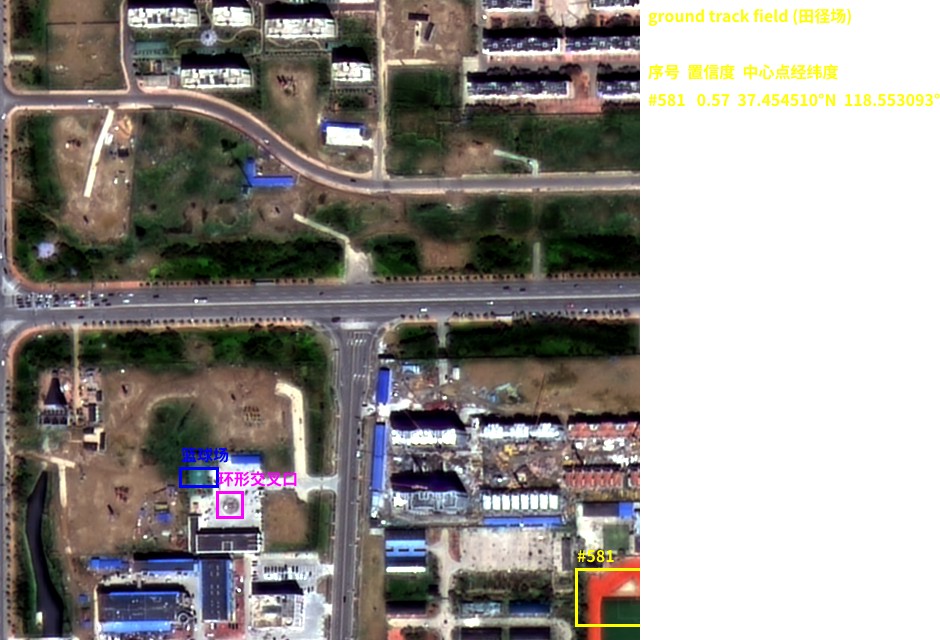 ground track field (田径场)
序号 置信度 中心点经纬度
#581 0.57 37.454510°N 118.553093°
篮球场
环形交叉口
#581